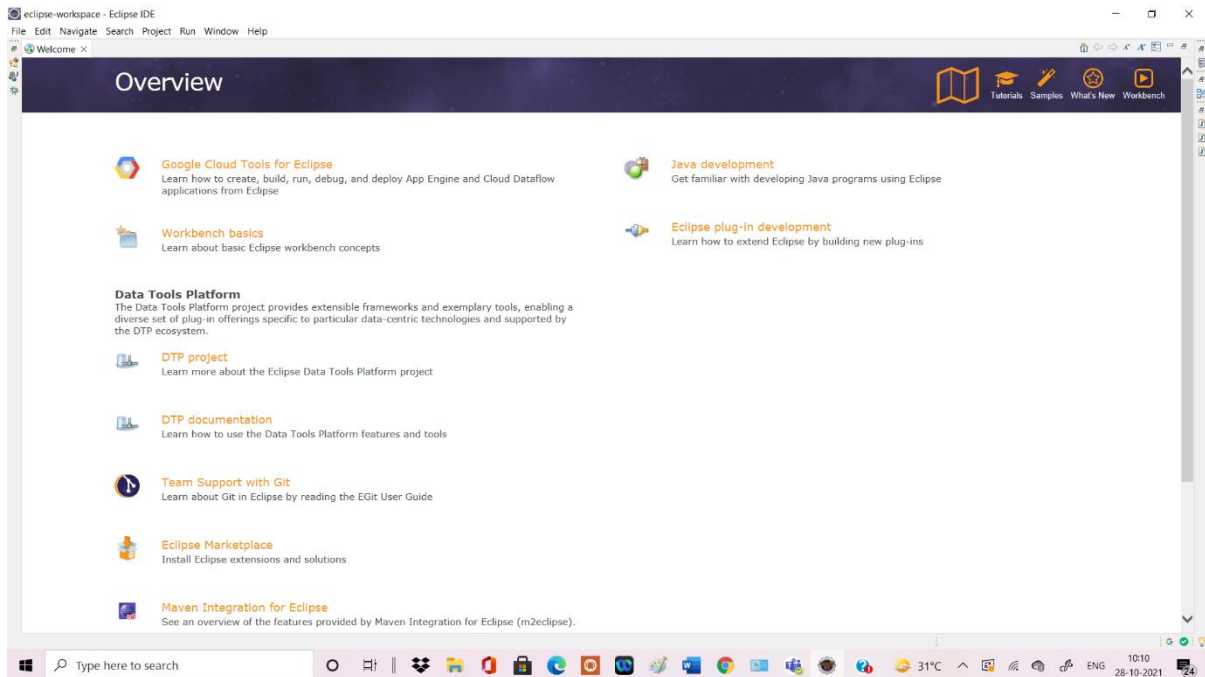 eclipse-workspace - Eclipse IDE
File Edit Navigate Search Project Run Window Help
Welcome
Overview
Tutorials Samples What's New Workbench
Google Cloud Tools for Eclipse
Learn how to create, build, run, debug, and deploy App Engine and Cloud Dataflow
applications from Eclipse
Java development
Get familiar with developing Java programs using Eclipse
Workbench basics
Learn about basic Eclipse workbench concepts
Eclipse plug-in development
Learn how to extend Eclipse by building new plug-ins
Data Tools Platform
The Data Tools Platform project provides extensible frameworks and exemplary tools, enabling a
diverse set of plug-in offerings specific to particular data-centric technologies and supported by
the DTP ecosystem.
DTP project
Learn more about the Eclipse Data Tools Platform project
DTP documentation
Learn how to use the Data Tools Platform features and tools
Team Support with Git
Learn about Git in Eclipse by reading the EGit User Guide
Eclipse Marketplace
Install Eclipse extensions and solutions
Maven Integration for Eclipse
See an overview of the features provided by Maven Integration for Eclipse (m2eclipse).
G
Type here to search
31°C
ENG
10:10
28-10-2021
24